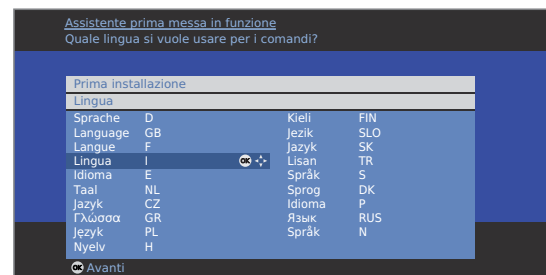 Assistente prima messa in funzione
Quale lingua si vuole usare per i comandi?
Prima installazione
Lingua
Sprache D
Language GB
Langue F
Lingua I OK
Idioma E
Taal NL
Jazyk CZ
Γλώσσα GR
Język PL
Nyelv H
Kieli FIN
Jezik SLO
Jazyk SK
Lisan TR
Språk S
Sprog DK
Idioma P
Язык RUS
Språk N
OK Avanti